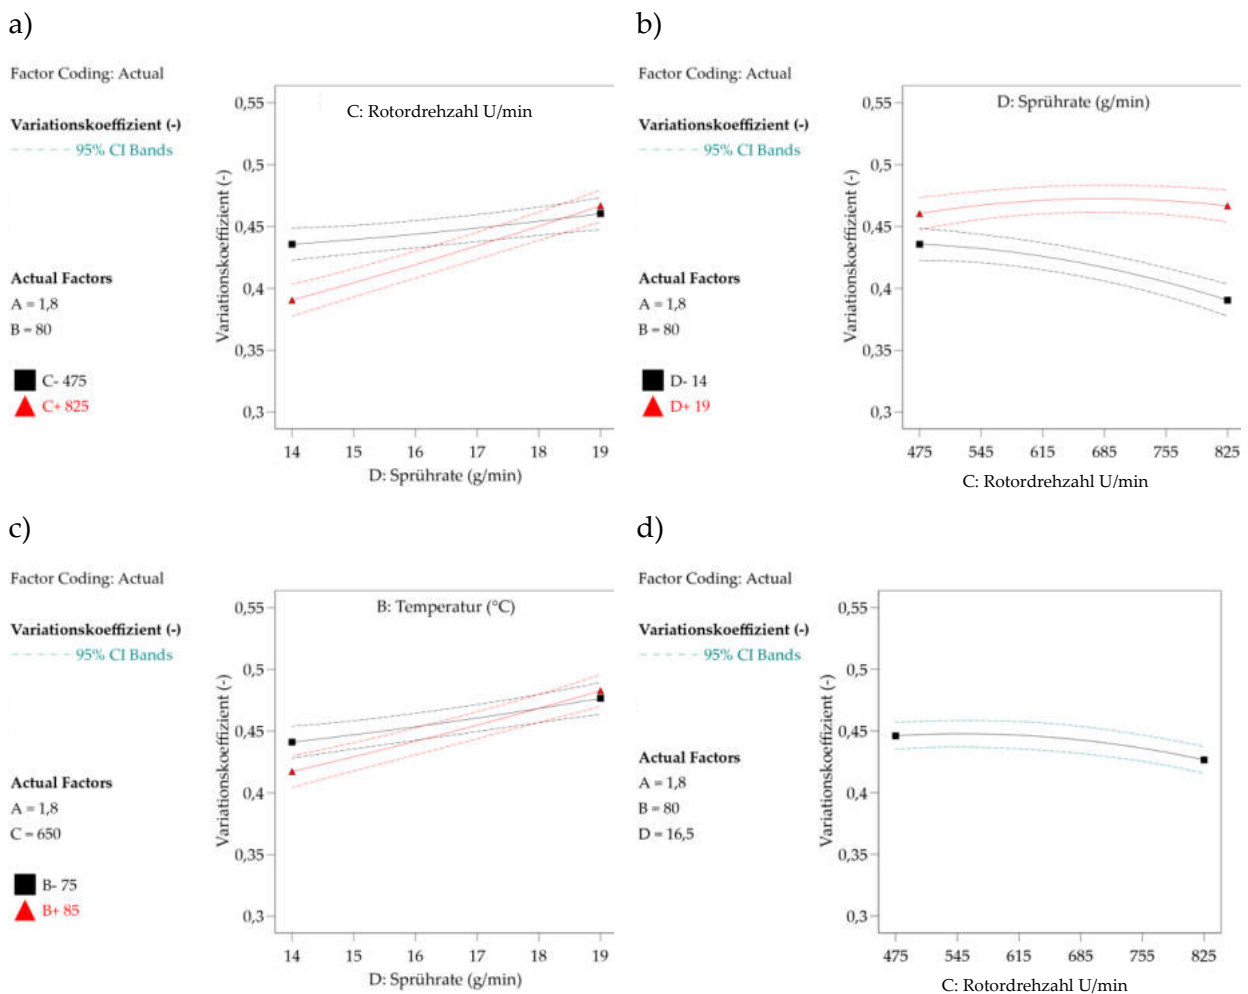 a)
Factor Coding: Actual
Variationskoeffizient (-)
95% CI Bands
Actual Factors
A = 1,8
B = 80
C- 475
C+ 825
C: Rotordrehzahl U/min
Variationskoeffizient (-)
0,55
0,5
0,45
0,4
0,35
0,3
14 15 16 17 18 19
D: Sprührate (g/min)
b)
Factor Coding: Actual
Variationskoeffizient (-)
95% CI Bands
Actual Factors
A = 1,8
B = 80
D- 14
D+ 19
D: Sprührate (g/min)
Variationskoeffizient (-)
0,55
0,5
0,45
0,4
0,35
0,3
475 545 615 685 755 825
C: Rotordrehzahl U/min
c)
Factor Coding: Actual
Variationskoeffizient (-)
95% CI Bands
Actual Factors
A = 1,8
C = 650
B- 75
B+ 85
B: Temperatur (°C)
Variationskoeffizient (-)
0,55
0,5
0,45
0,4
0,35
0,3
14 15 16 17 18 19
D: Sprührate (g/min)
d)
Factor Coding: Actual
Variationskoeffizient (-)
95% CI Bands
Actual Factors
A = 1,8
B = 80
D = 16,5
Variationskoeffizient (-)
0,55
0,5
0,45
0,4
0,35
0,3
475 545 615 685 755 825
C: Rotordrehzahl U/min